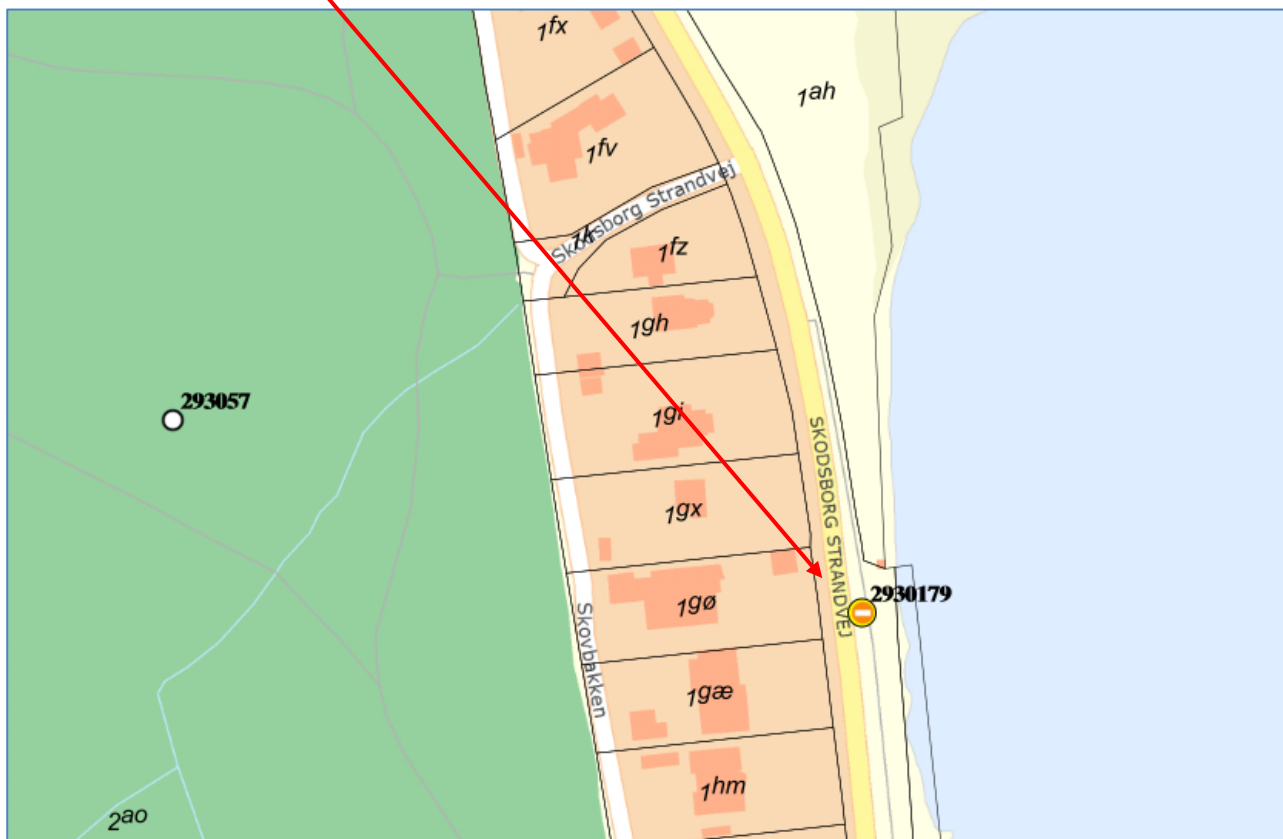 1fx
1ah
1fv
Skodsborg Strandvej
1fz
1gh
293057
1gi
SKODSBORG STRANDVEJ
1gx
2930179
1gø
Skovbakken
1gæ
1hm
2ao